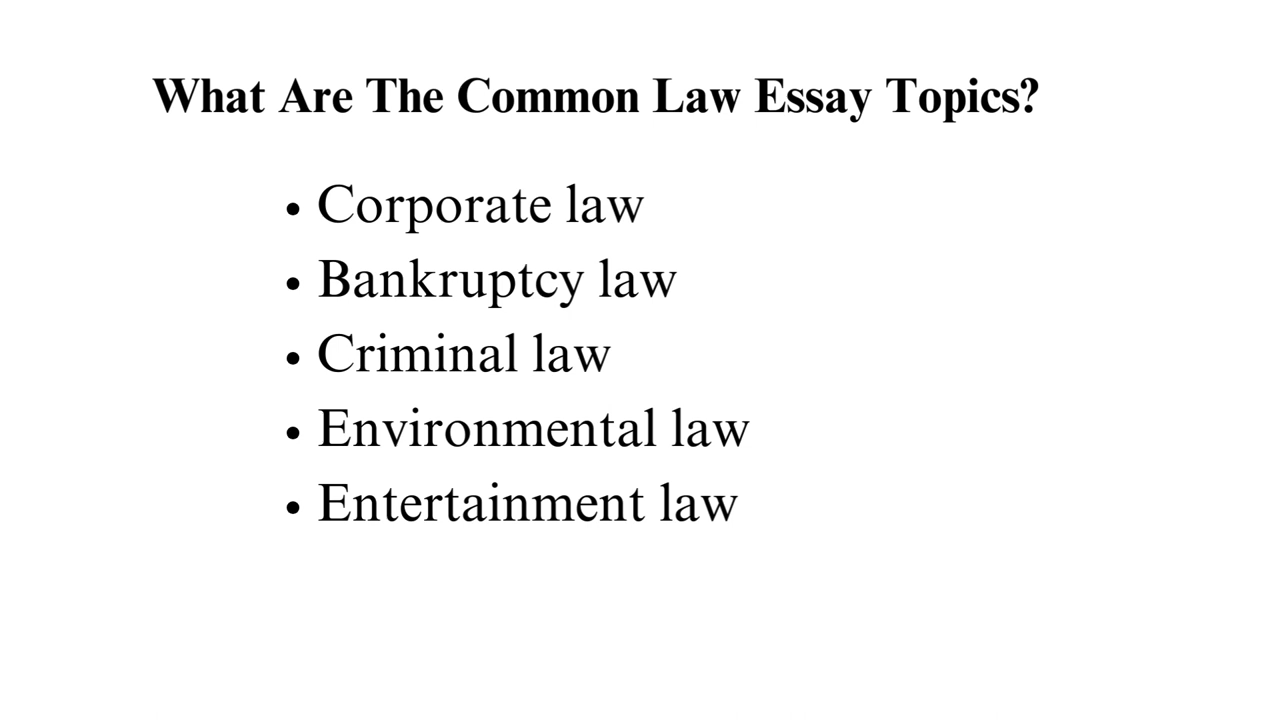 What Are The Common Law Essay Topics?
• Corporate law
• Bankruptcy law
• Criminal law
• Environmental law
• Entertainment law